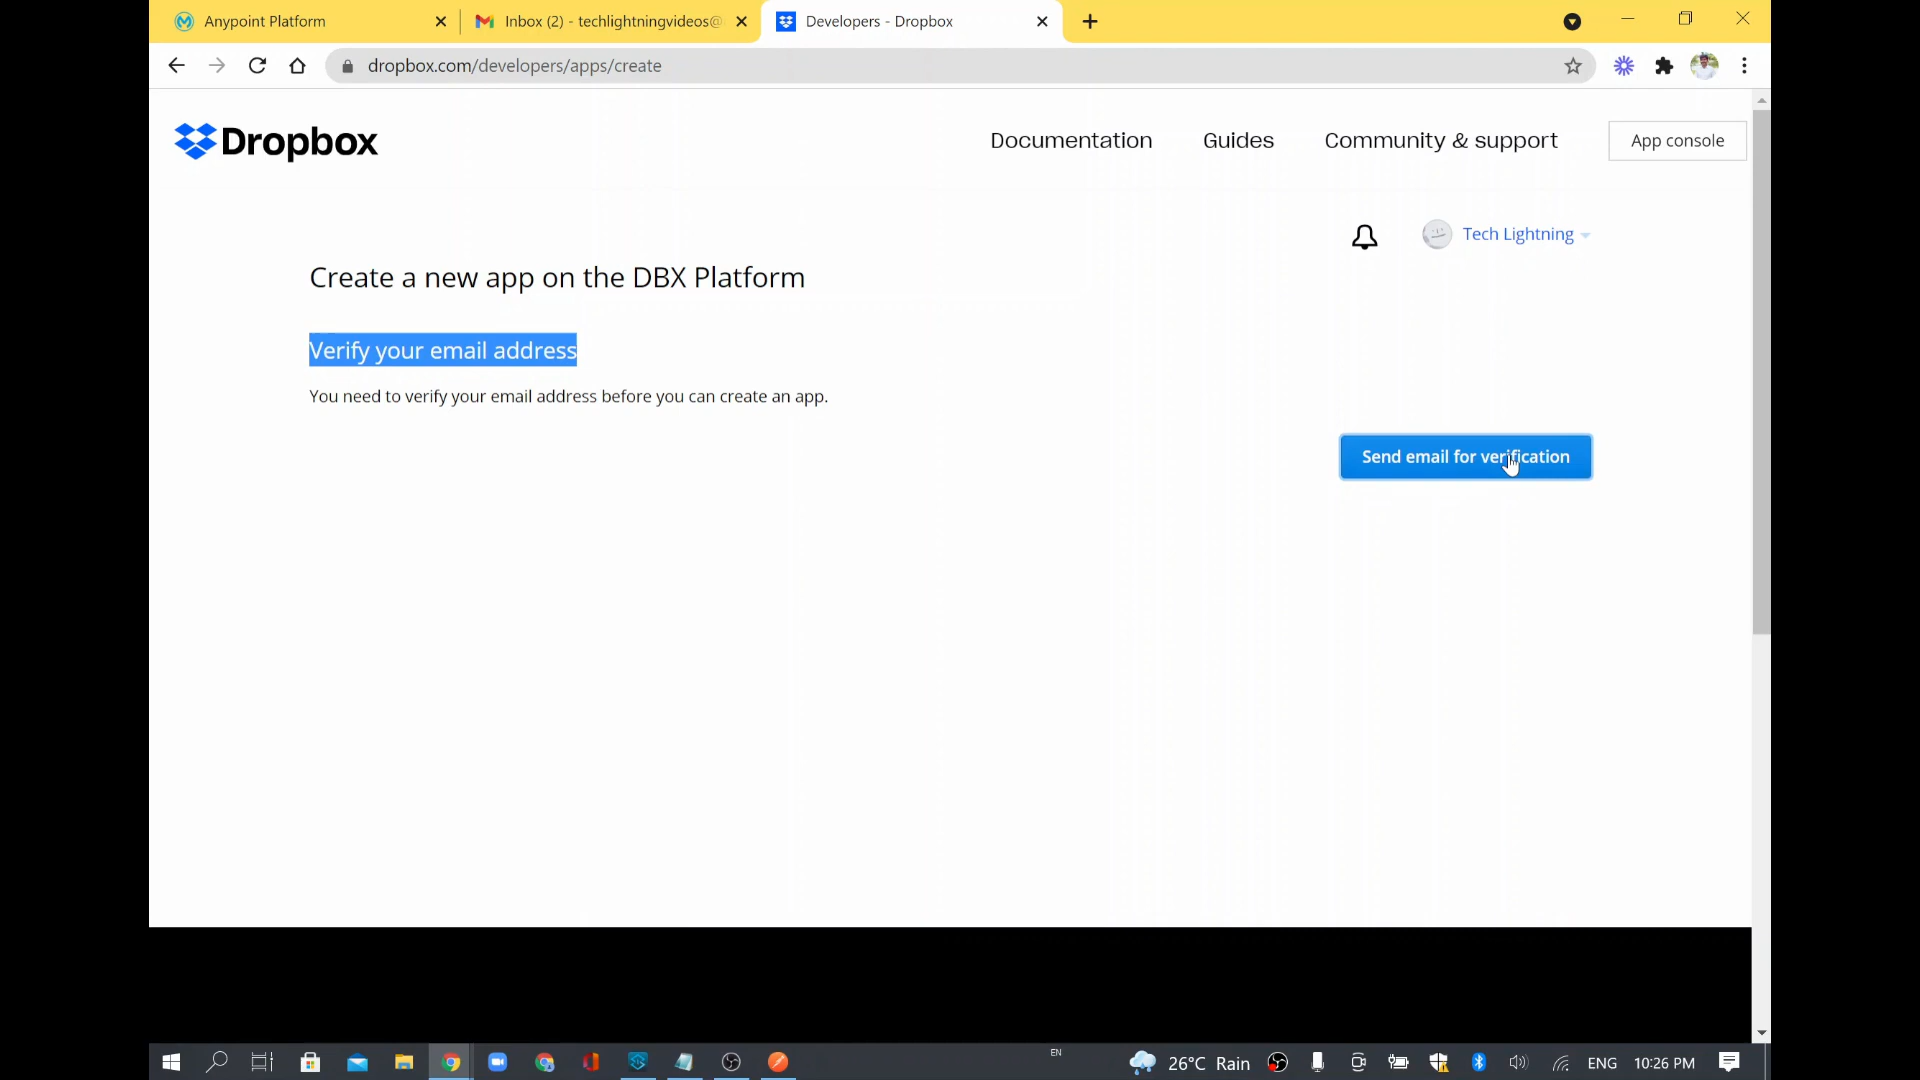 Anypoint Platform
Inbox (2) - techlightningvideos@
Developers - Dropbox
dropbox.com/developers/apps/create
Dropbox
Documentation
Guides
Community & support
App console
Tech Lightning
Create a new app on the DBX Platform
Verify your email address
You need to verify your email address before you can create an app.
Send email for verification
EN
26°C Rain
ENG
10:26 PM